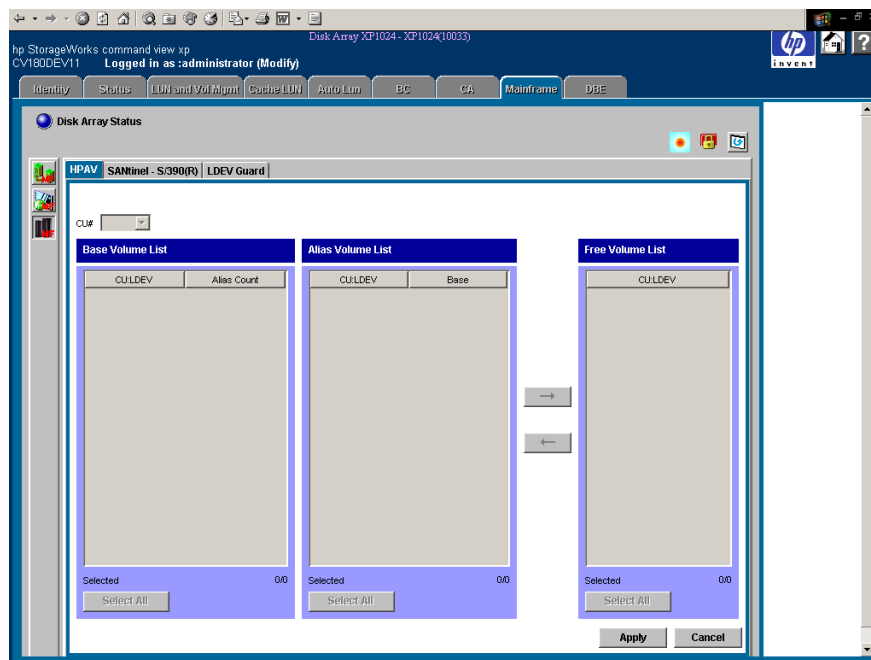 Disk Array XP1024 - XP1024(10033)
hp StorageWorks command view xp
CV180DEV11 Logged in as :administrator (Modify)
hp
invent
?
Identity Status LUN and Vol Mgmt Cache LUN Auto Lun BC CA Mainframe DBE
Disk Array Status
HPAV SANtinel - S/390(R) LDEV Guard
CU#
Base Volume List Alias Volume List Free Volume List
CU:LDEV Alias Count CU:LDEV Base CU:LDEV
Selected 0/0 Selected 0/0 Selected 0/0
Select All Select All Select All
Apply Cancel